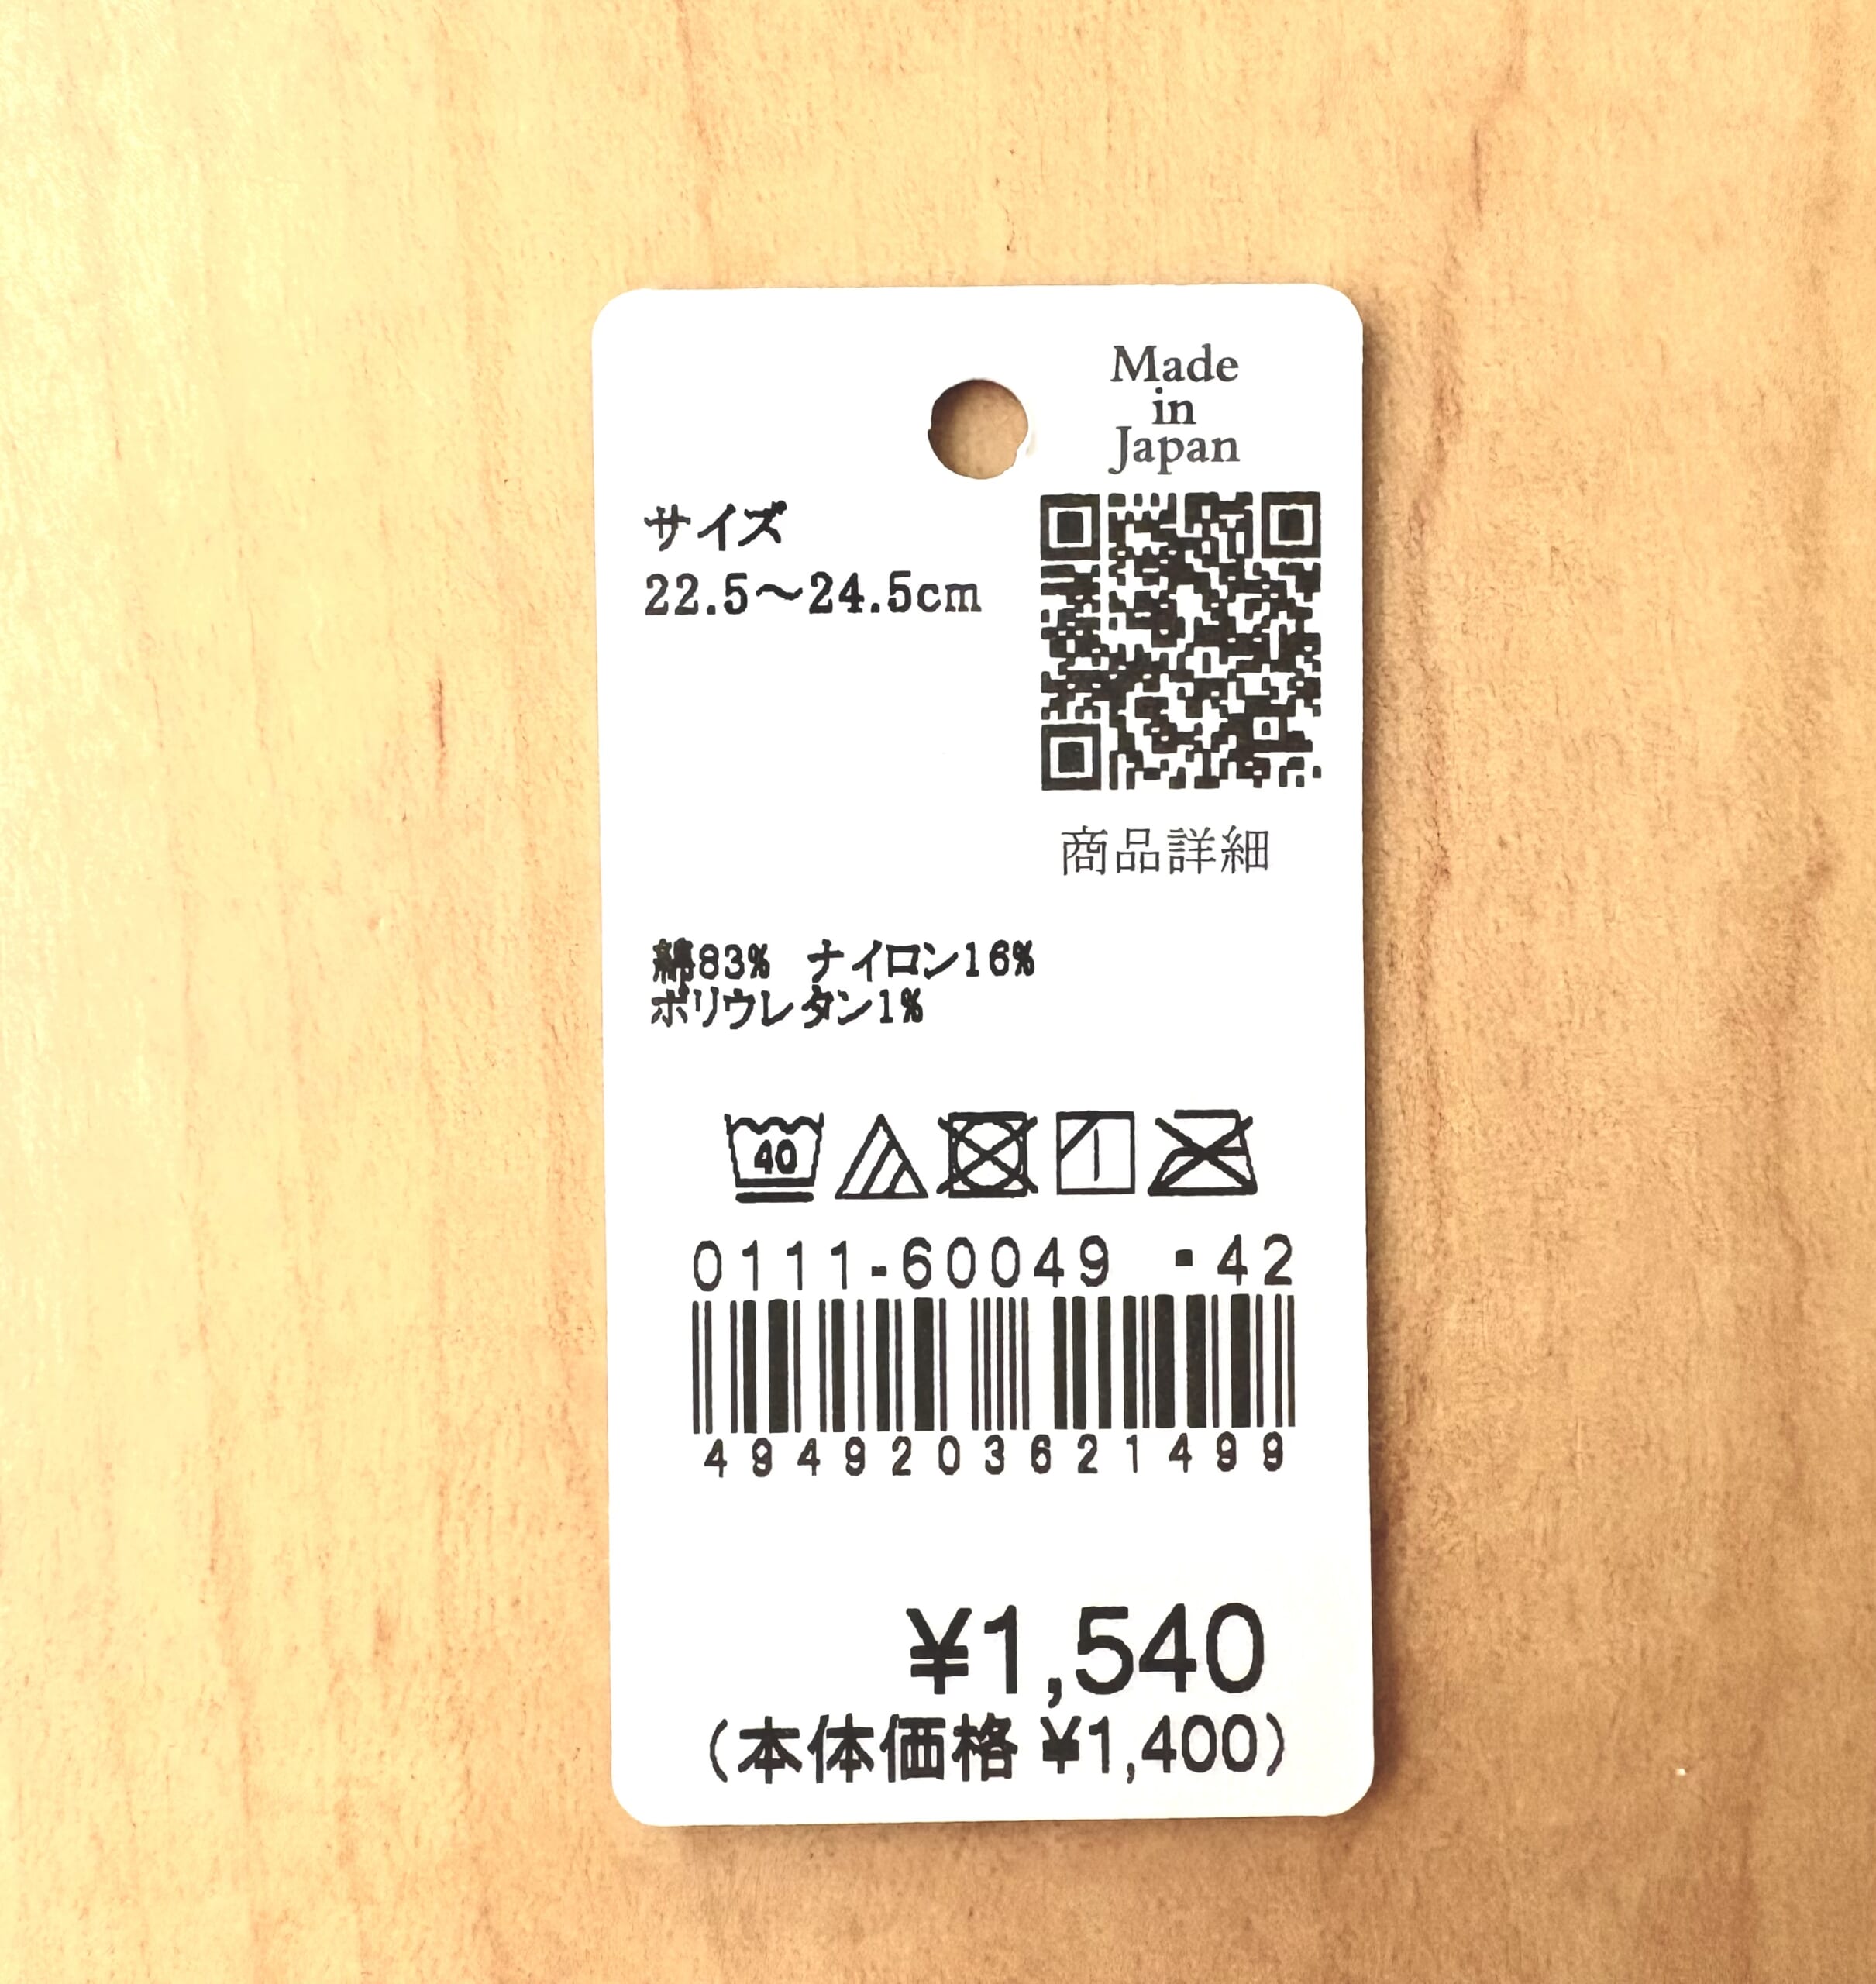 Made
in
Japan
サイズ
22.5～24.5cm
商品詳細
綿83% ナイロン16%
ポリウレタン1%
40
0111-60049 ▪42
4949203621499
¥1,540
(本体価格 ¥1,400)